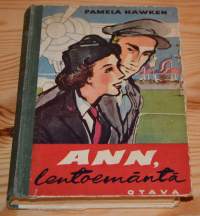 PAMELA HAWKEN
ANN,
lentoemäntä
OTAVA